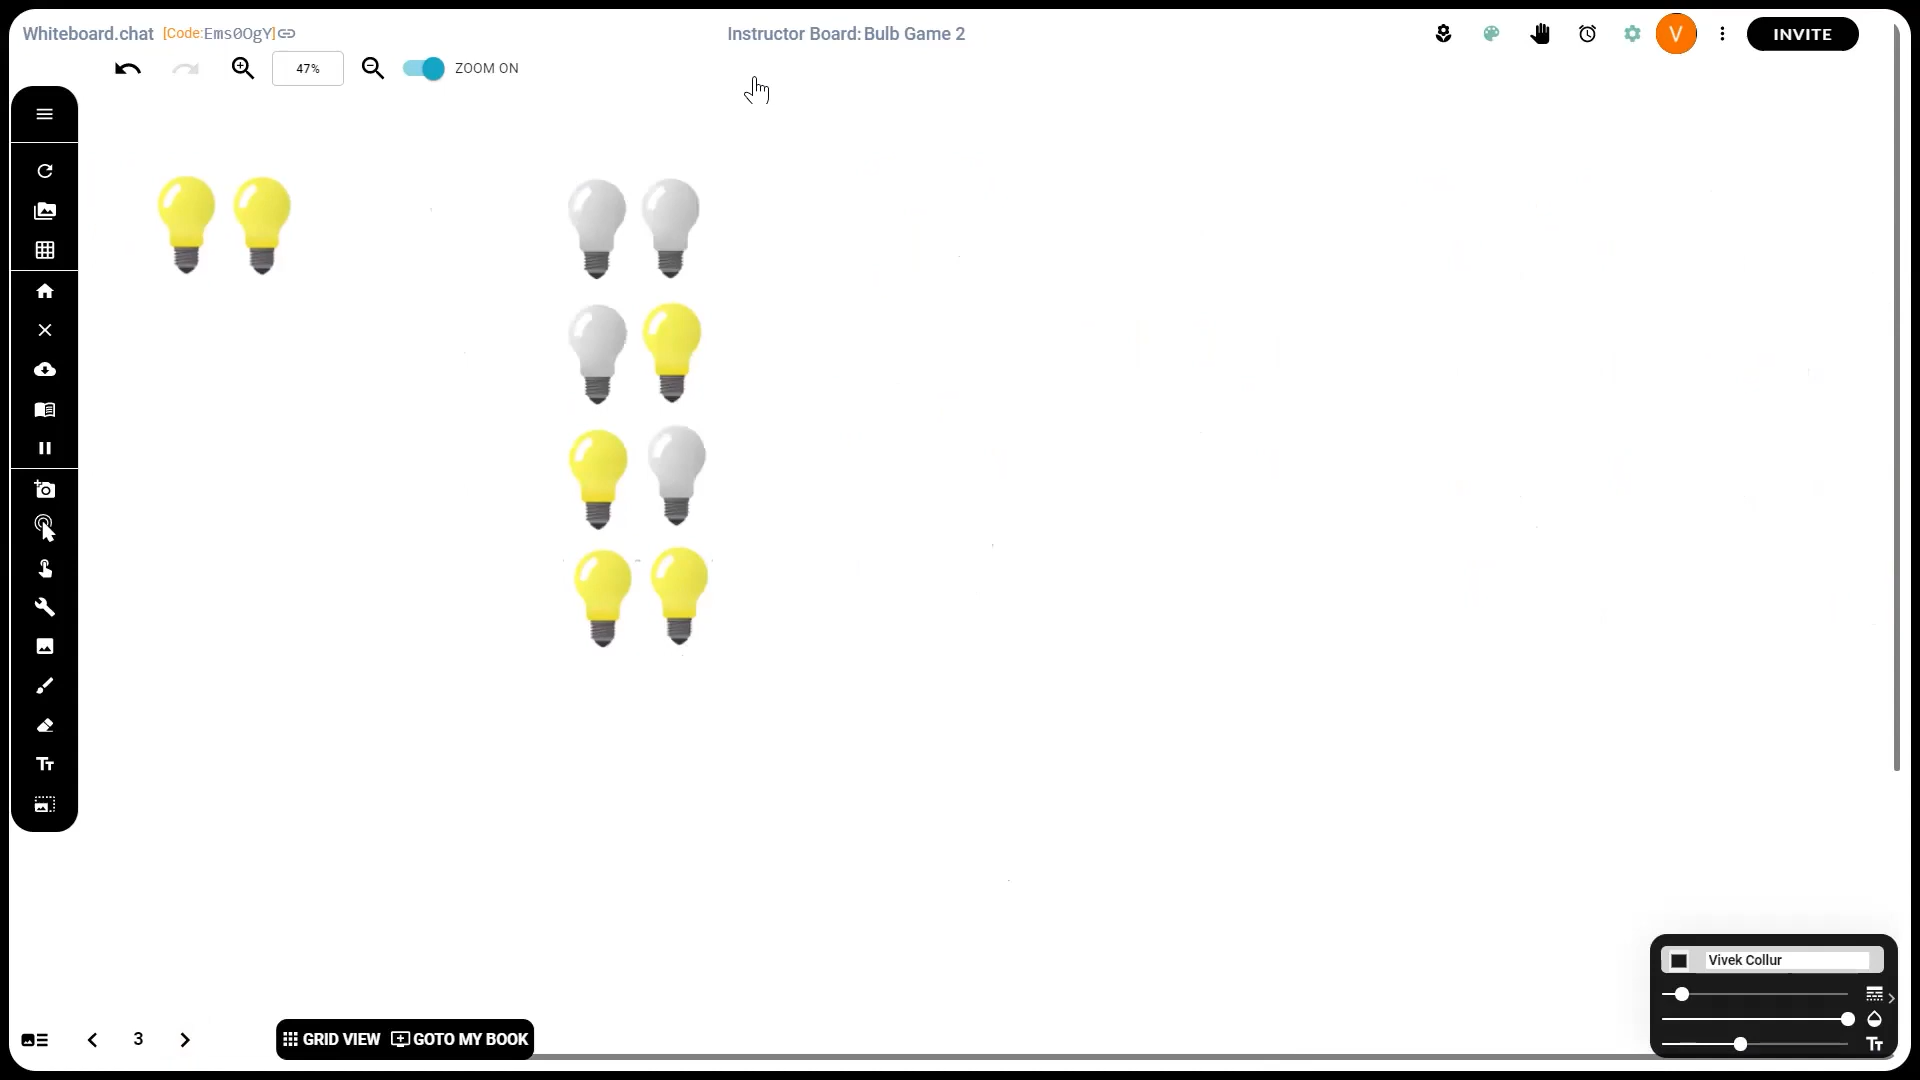 Whiteboard.chat [Code:Ems0OgY]
Instructor Board: Bulb Game 2
V
INVITE
47%
ZOOM ON
Vivek Collur
3
GRID VIEW
GOTO MY BOOK